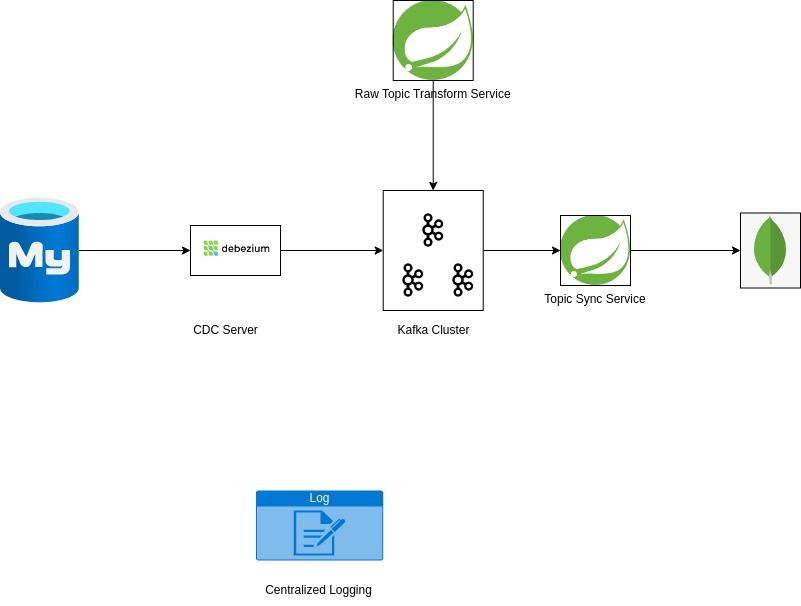 Raw Topic Transform Service
My
debezium
Topic Sync Service
CDC Server
Kafka Cluster
Log
Centralized Logging